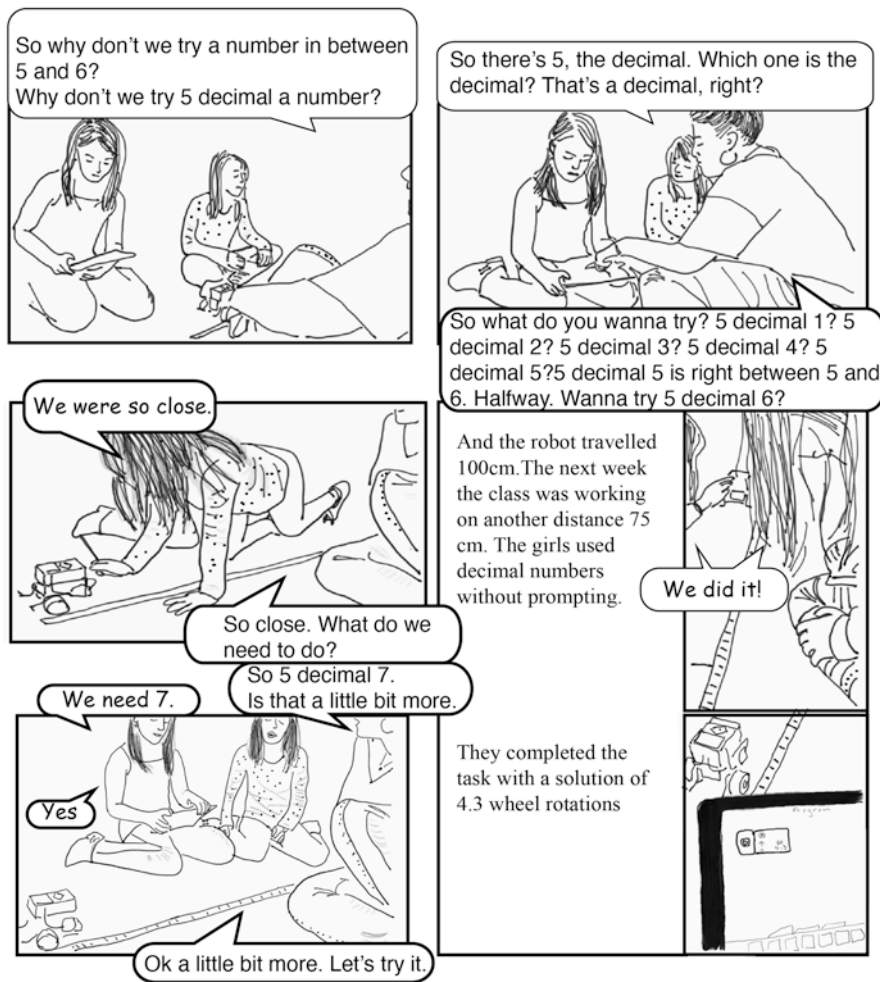 So why don't we try a number in between
5 and 6?
Why don't we try 5 decimal a number?
So there's 5, the decimal. Which one is the
decimal? That's a decimal, right?
So what do you wanna try? 5 decimal 1? 5
decimal 2? 5 decimal 3? 5 decimal 4? 5
decimal 5?5 decimal 5 is right between 5 and
6. Halfway. Wanna try 5 decimal 6?
We were so close.
So close. What do we
need to do?
And the robot travelled
100cm.The next week
the class was working
on another distance 75
cm. The girls used
decimal numbers
without prompting.
We did it!
We need 7.
So 5 decimal 7.
Is that a little bit more.
Yes
Ok a little bit more. Let's try it.
They completed the
task with a solution of
4.3 wheel rotations
Program